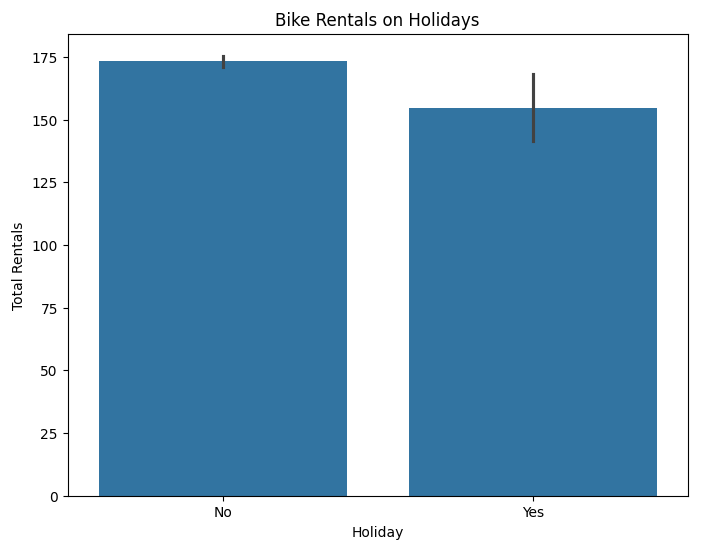 Bike Rentals on Holidays
Total Rentals
175
150
125
100
75
50
25
0
No
Yes
Holiday